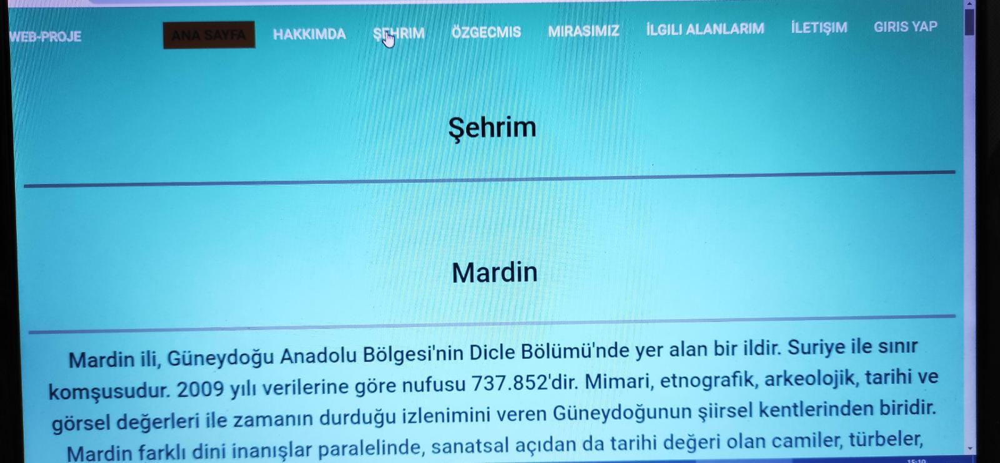 WEB-PROJE ANA SAYFA HAKKIMDA ŞEHRIM ÖZGECMIS MIRASIMIZ İLGILI ALANLARIM İLETIŞIM GIRIS YAP
Şehrim
Mardin
Mardin ili, Güneydoğu Anadolu Bölgesi'nin Dicle Bölümü'nde yer alan bir ildir. Suriye ile sınır
komşusudur. 2009 yılı verilerine göre nufusu 737.852'dir. Mimari, etnografik, arkeolojik, tarihi ve
görsel değerleri ile zamanın durduğu izlenimini veren Güneydoğunun şiirsel kentlerinden biridir.
Mardin farklı dini inanışlar paralelinde, sanatsal açıdan da tarihi değeri olan camiler, türbeler,
15:10